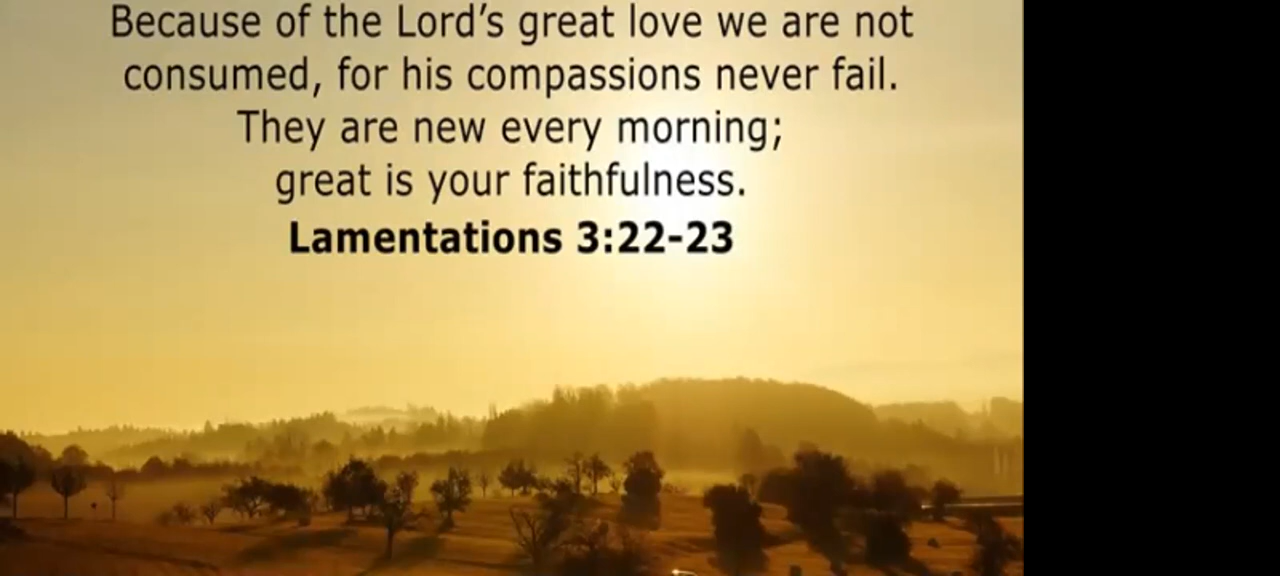 Because of the Lord’s great love we are not
consumed, for his compassions never fail.
They are new every morning;
great is your faithfulness.
Lamentations 3:22-23